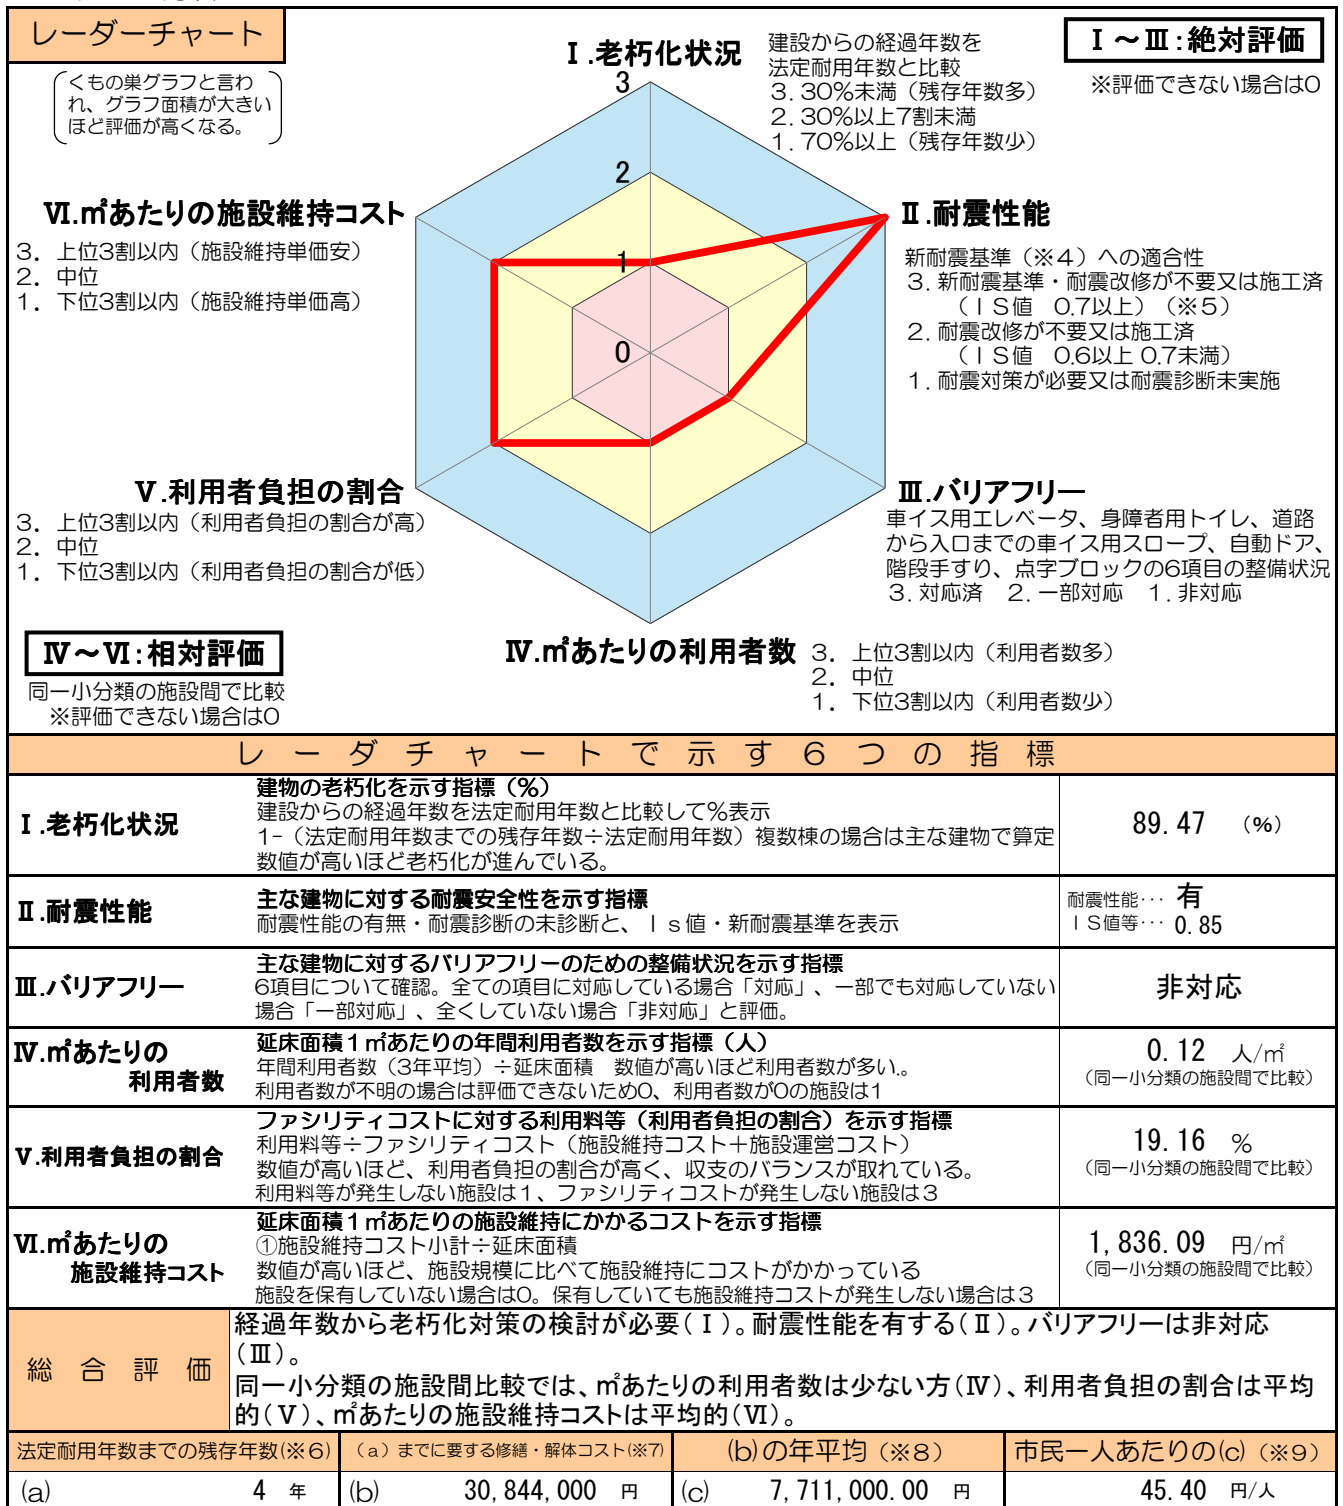 レーダーチャート
くもの巣グラフと言わ
れ、グラフ面積が大きい
ほど評価が高くなる。
Ⅰ～Ⅲ：絶対評価
※評価できない場合は0
Ⅰ.老朽化状況
建設からの経過年数を
法定耐用年数と比較
3. 30％未満（残存年数多）
2. 30％以上7割未満
1. 70％以上（残存年数少）
3
2
1
0
Ⅱ.耐震性能
新耐震基準（※４）への適合性
3. 新耐震基準・耐震改修が不要又は施工済
（ＩＳ値　0.7以上）（※５）
2. 耐震改修が不要又は施工済
（ＩＳ値　0.6以上 0.7未満）
1. 耐震対策が必要又は耐震診断未実施
Ⅵ.㎡あたりの施設維持コスト
3.　上位3割以内（施設維持単価安）
2.　中位
1.　下位3割以内（施設維持単価高）
Ⅴ.利用者負担の割合
3.　上位3割以内（利用者負担の割合が高）
2.　中位
1.　下位3割以内（利用者負担の割合が低）
Ⅲ.バリアフリー
車イス用エレベータ、身障者用トイレ、道路
から入口までの車イス用スロープ、自動ドア、
階段手すり、点字ブロックの6項目の整備状況
3. 対応済　2. 一部対応　1. 非対応
Ⅳ.㎡あたりの利用者数
3.　上位3割以内（利用者数多）
2.　中位
1.　下位3割以内（利用者数少）
Ⅳ～Ⅵ：相対評価
同一小分類の施設間で比較
※評価できない場合は0
レーダチャートで示す６つの指標
Ⅰ.老朽化状況
建物の老朽化を示す指標（％）
建設からの経過年数を法定耐用年数と比較して％表示
1-（法定耐用年数までの残存年数÷法定耐用年数）複数棟の場合は主な建物で算定
数値が高いほど老朽化が進んでいる。
89.47　（％）
Ⅱ.耐震性能
主な建物に対する耐震安全性を示す指標
耐震性能の有無・耐震診断の未診断と、Ｉｓ値・新耐震基準を表示
耐震性能… 有
ＩＳ値等… 0.85
Ⅲ.バリアフリー
主な建物に対するバリアフリーのための整備状況を示す指標
6項目について確認。全ての項目に対応している場合「対応」、一部でも対応していない
場合「一部対応」、全くしていない場合「非対応」と評価。
非対応
Ⅳ.㎡あたりの
利用者数
延床面積１㎡あたりの年間利用者数を示す指標（人）
年間利用者数（3年平均）÷延床面積　数値が高いほど利用者数が多い。
利用者数が不明の場合は評価できないため0、利用者数が0の施設は1
0.12　人/㎡
（同一小分類の施設間で比較）
Ⅴ.利用者負担の割合
ファシリティコストに対する利用料等（利用者負担の割合）を示す指標
利用料等÷ファシリティコスト（施設維持コスト＋施設運営コスト）
数値が高いほど、利用者負担の割合が高く、収支のバランスが取れている。
利用料等が発生しない施設は１、ファシリティコストが発生しない施設は３
19.16　％
（同一小分類の施設間で比較）
Ⅵ.㎡あたりの
施設維持コスト
延床面積１㎡あたりの施設維持にかかるコストを示す指標
①施設維持コスト小計÷延床面積
数値が高いほど、施設規模に比べて施設維持にコストがかかっている
施設を保有していない場合は0。保有していても施設維持コストが発生しない場合は３
1,836.09　円/㎡
（同一小分類の施設間で比較）
総合評価
経過年数から老朽化対策の検討が必要（Ⅰ）。耐震性能を有する（Ⅱ）。バリアフリーは非対応
（Ⅲ）。
同一小分類の施設間比較では、㎡あたりの利用者数は少ない方（Ⅳ）、利用者負担の割合は平均
的（Ⅴ）、㎡あたりの施設維持コストは平均的（Ⅵ）。
法定耐用年数までの残存年数(※６)
（a）までに要する修繕・解体コスト(※７)
(b)の年平均（※８）
市民一人あたりの(c)（※９）
(a)　4　年
(b)　30,844,000　円
(c)　7,711,000.00　円
45.40　円/人